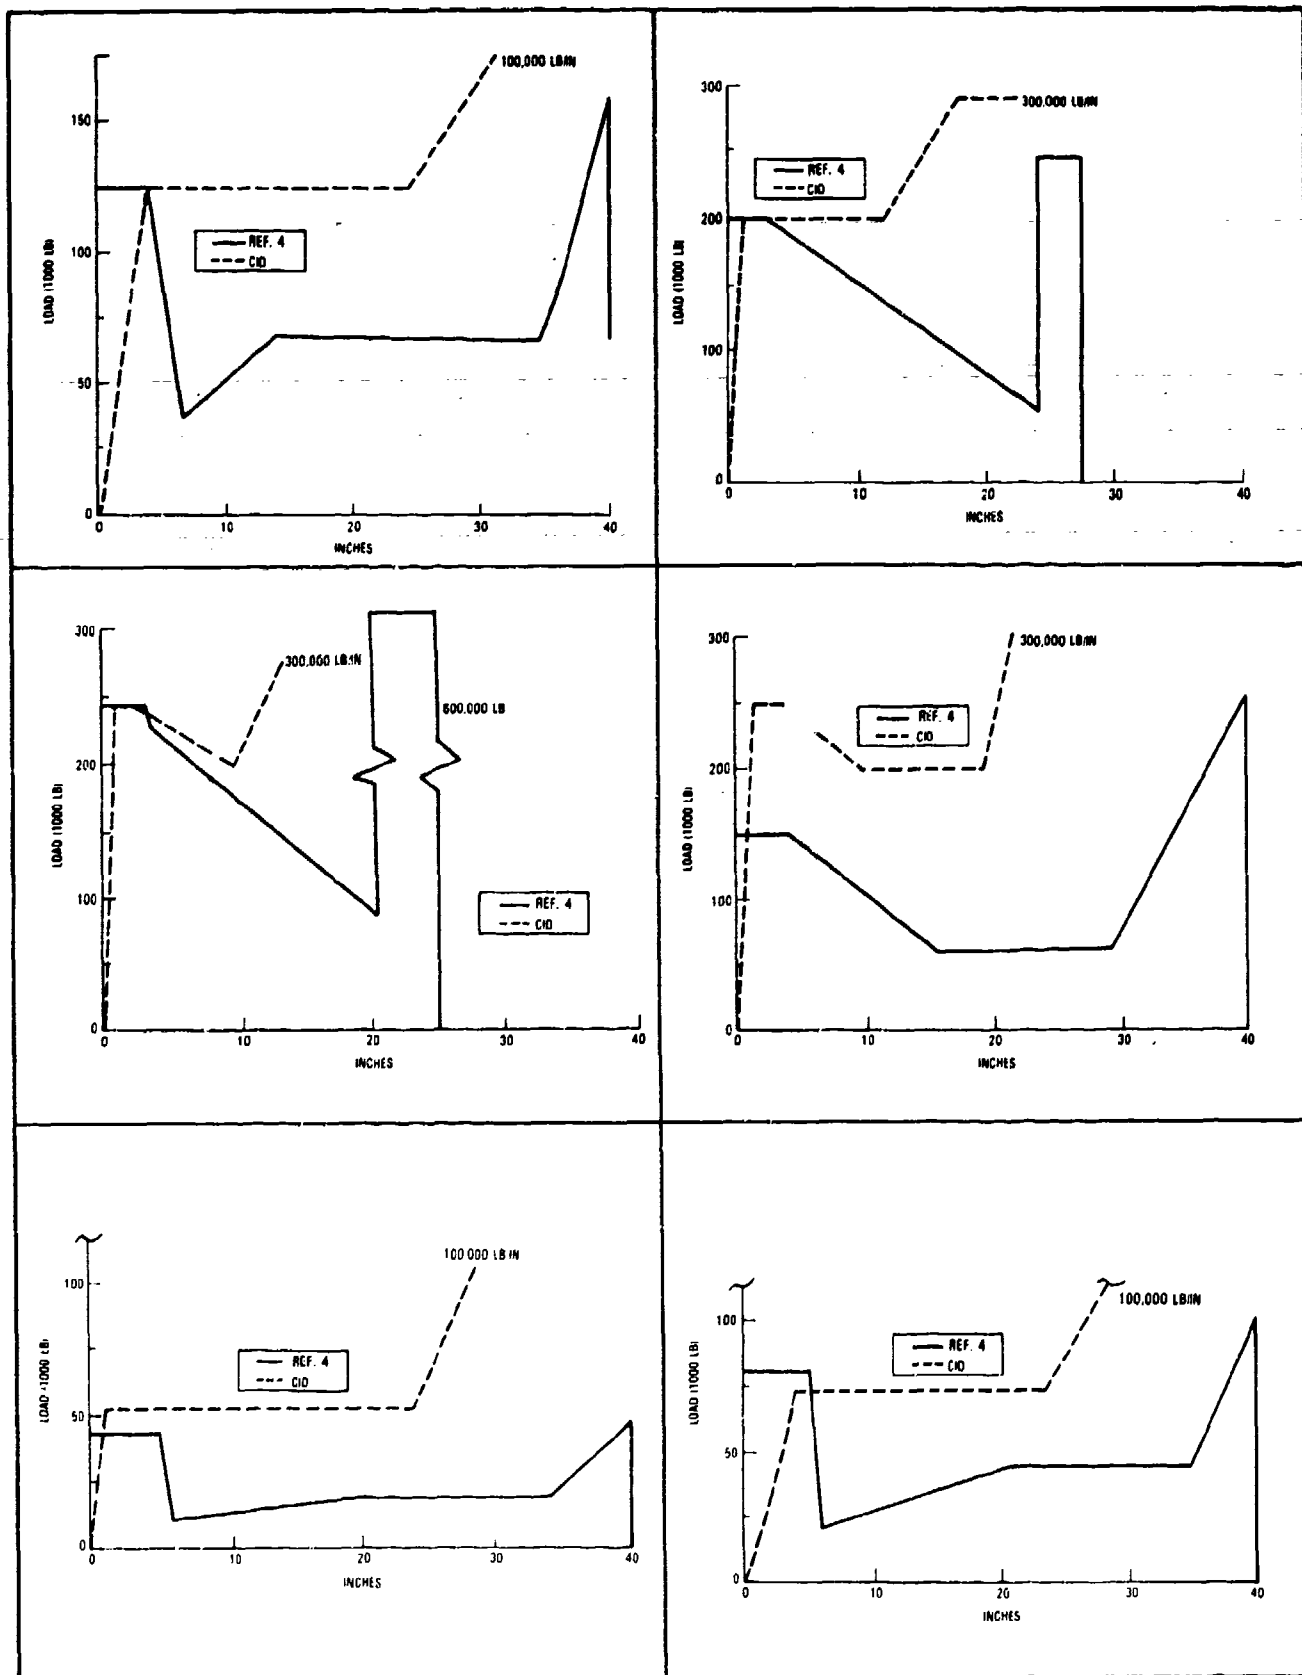 100,000 LB/IN
150
REF. 4
CID
100
LOAD (1000 LB)
50
0
0 10 20 30 40
INCHES
300
300,000 LB/IN
REF. 4
CID
200
LOAD (1000 LB)
100
0
0 10 20 30 40
INCHES
300
300,000 LB/IN
600,000 LB
200
LOAD (1000 LB)
100
REF. 4
CID
0
0 10 20 30 40
INCHES
300
300,000 LB/IN
REF. 4
CID
200
LOAD (1000 LB)
100
0
0 10 20 30 40
INCHES
100 000 LB/IN
100
REF. 4
CID
50
LOAD (1000 LB)
0
0 10 20 30 40
INCHES
100,000 LB/IN
100
REF. 4
CID
LOAD (1000 LB)
50
0
0 10 20 30 40
INCHES